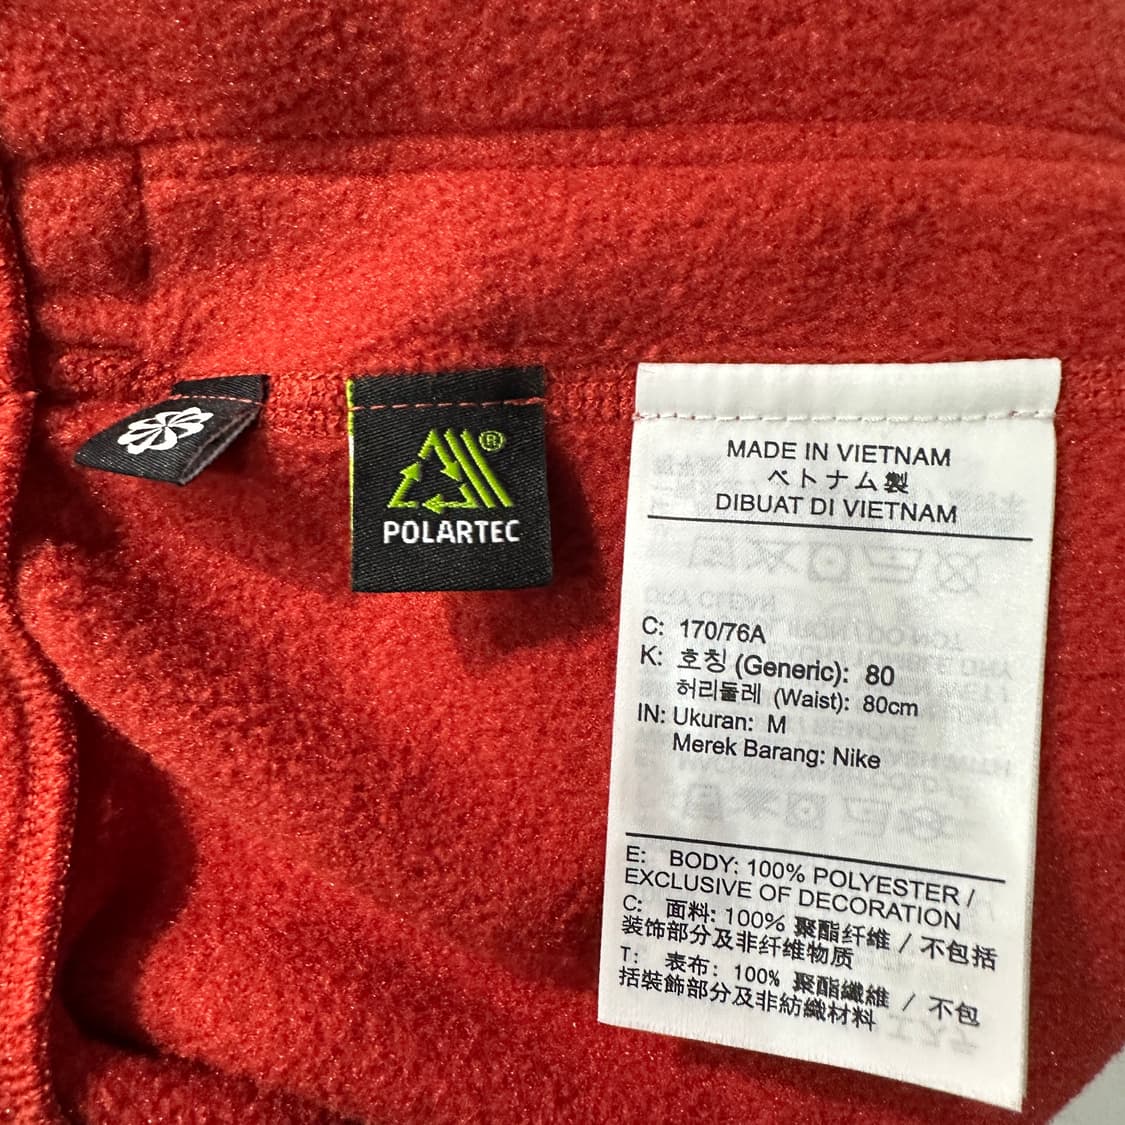 POLARTEC
®
MADE IN VIETNAM
ベトナム製
DIBUAT DI VIETNAM
C: 170/76A
K: 호칭 (Generic): 80
허리둘레 (Waist): 80cm
IN: Ukuran: M
Merek Barang: Nike
E: BODY: 100% POLYESTER /
EXCLUSIVE OF DECORATION
C: 面料: 100% 聚酯纤维 / 不包括
装饰部分及非纤维物质
T: 表布: 100% 聚酯纖維 / 不包
括裝飾部分及非紡織材料